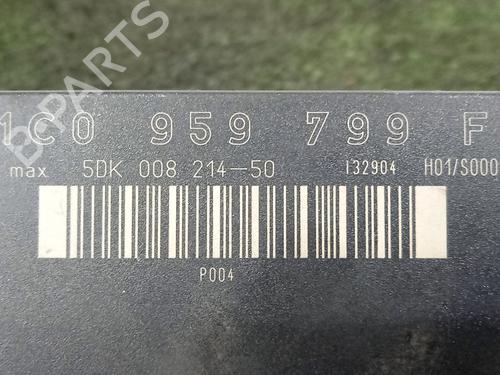 B-PARTS
1C0 959 799 F
max 5DK 008 214-50 132904 H01/S000
P004